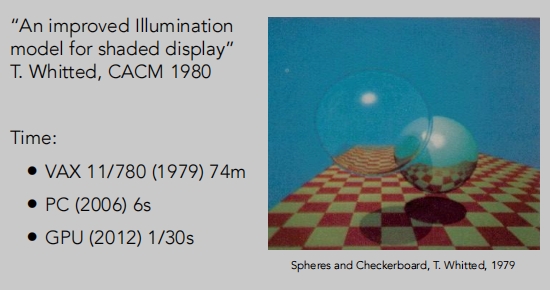 “An improved Illumination
model for shaded display”
T. Whitted, CACM 1980
Time:
• VAX 11/780 (1979) 74m
• PC (2006) 6s
• GPU (2012) 1/30s
Spheres and Checkerboard, T. Whitted, 1979